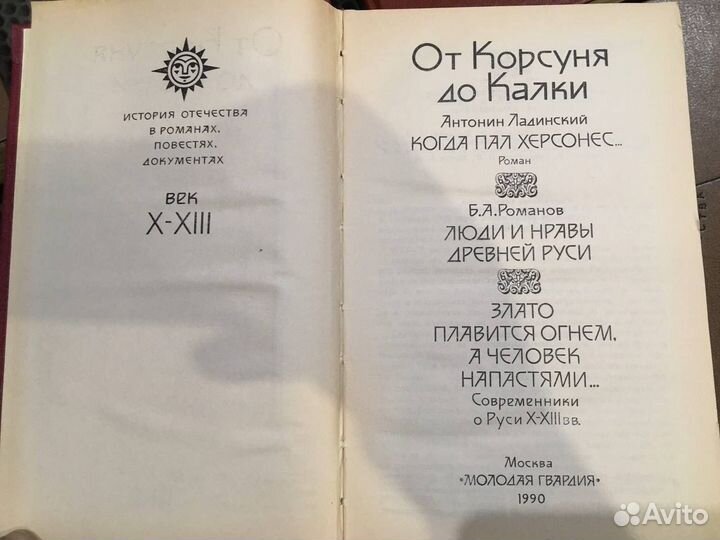 ИСТОРИЯ ОТЕЧЕСТВА
В РОМАНАХ,
ПОВЕСТЯХ,
ДОКУМЕНТАХ
ВЕК
X-XIII
От Корсуня
до Калки
Антонин Ладинский
КОГДА ПАЛ ХЕРСОНЕС...
Роман
Б.А.Романов
ЛЮДИ И НРАВЫ
ДРЕВНЕЙ РУСИ
ЗЛАТО
ПЛАВИТСЯ ОГНЕМ,
А ЧЕЛОВЕК
НАПАСТЯМИ...
Современники
о Руси X-XIII вв.
Москва
«МОЛОДАЯ ГВАРДИЯ»
1990
СТВА
Avito